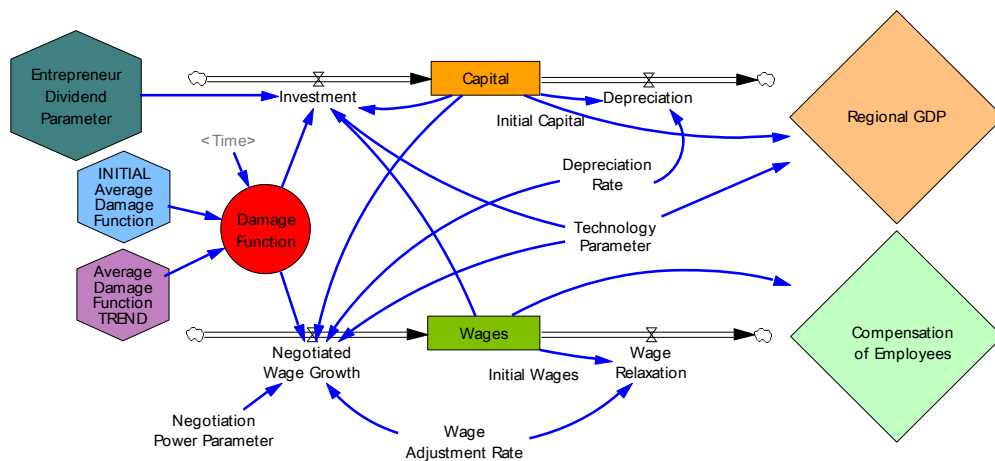 Entrepreneur
Dividend
Parameter
Investment
Capital
Initial Capital
Depreciation
Regional GDP
<Time>
INITIAL
Average
Damage
Function
Damage
Function
Average
Damage
Function
TREND
Depreciation
Rate
Technology
Parameter
Negotiated
Wage Growth
Wages
Initial Wages
Wage
Relaxation
Compensation
of Employees
Negotiation
Power Parameter
Wage
Adjustment Rate